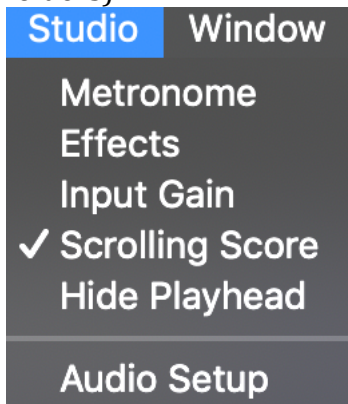 Studio Window
Metronome
Effects
Input Gain
✓ Scrolling Score
Hide Playhead
Audio Setup